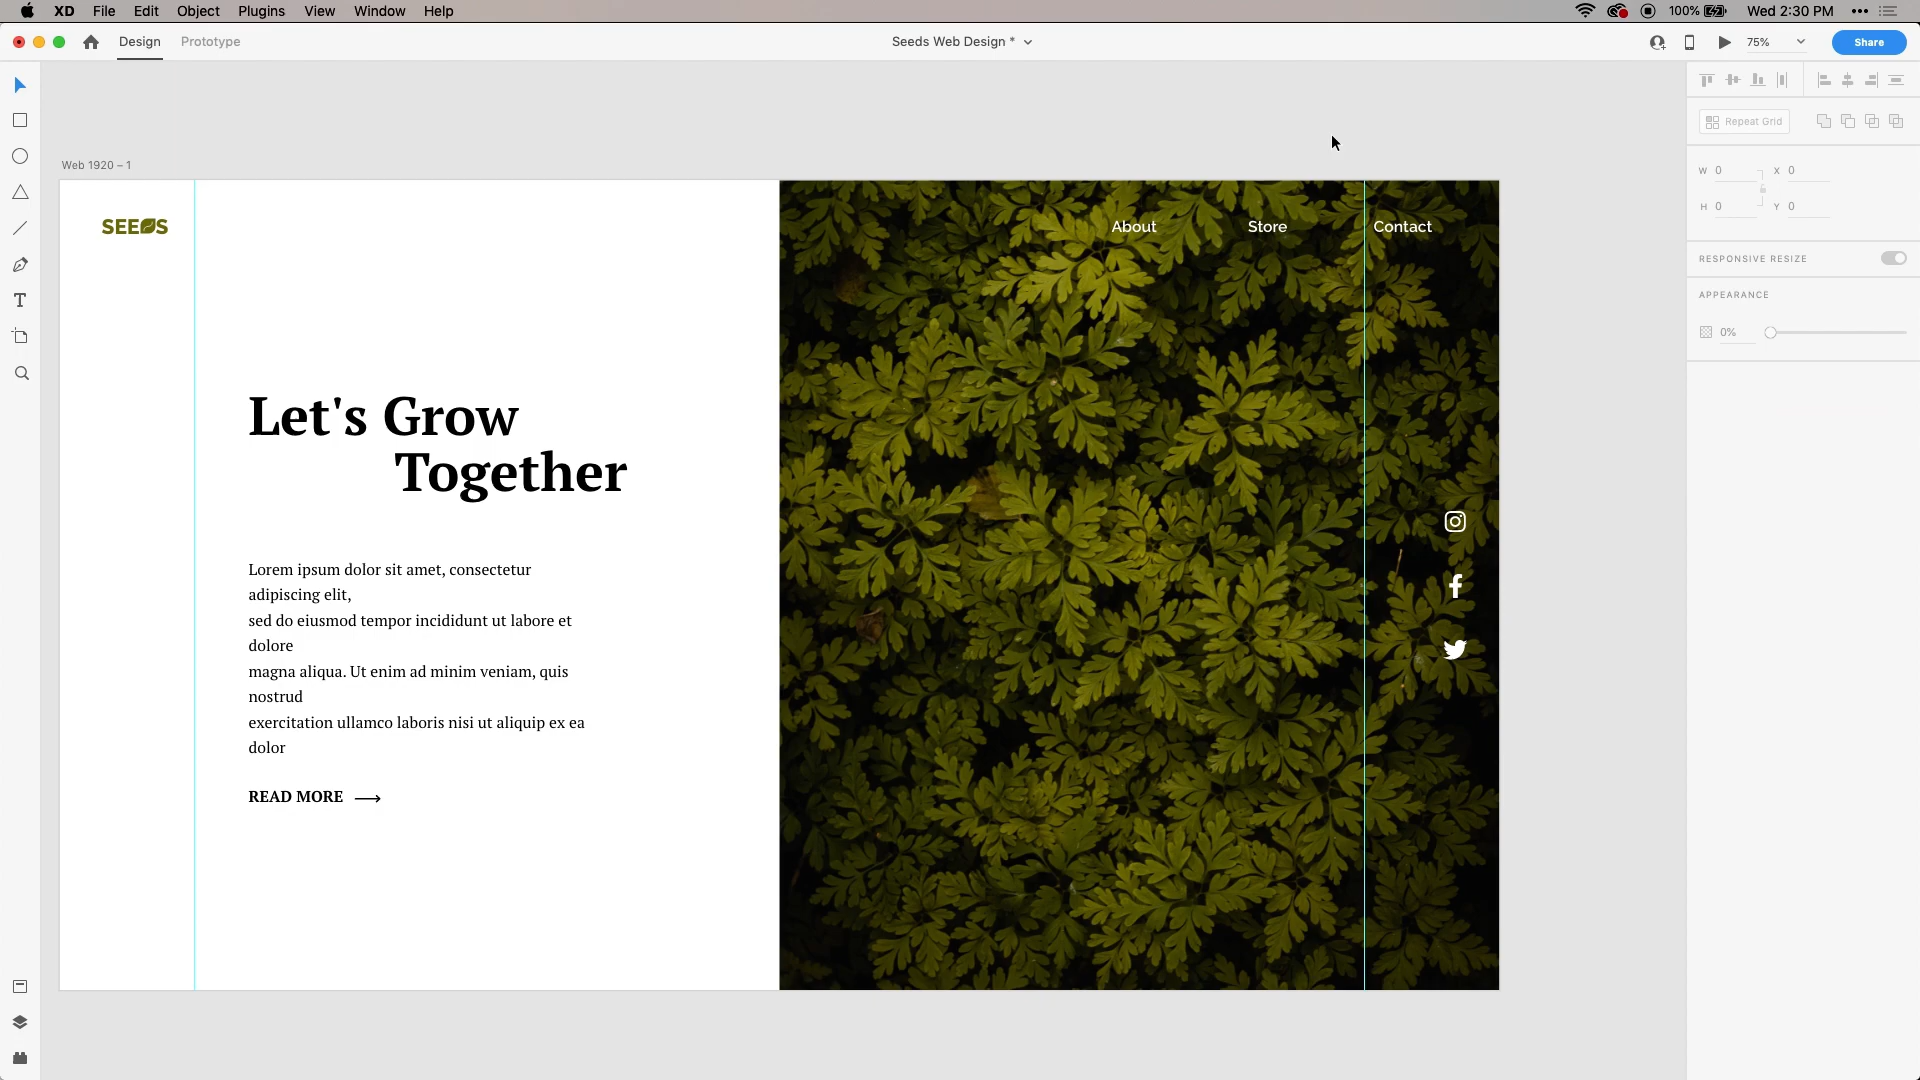 XD File Edit Object Plugins View Window Help 100% Wed 2:30 PM
Design Prototype Seeds Web Design * 75% Share
Repeat Grid
Web 1920 – 1
W 0 X 0
H 0 Y 0
SEEDS About Store Contact
RESPONSIVE RESIZE
APPEARANCE
0%
Let's Grow
Together
Lorem ipsum dolor sit amet, consectetur
adipiscing elit,
sed do eiusmod tempor incididunt ut labore et
dolore
magna aliqua. Ut enim ad minim veniam, quis
nostrud
exercitation ullamco laboris nisi ut aliquip ex ea
dolor
READ MORE